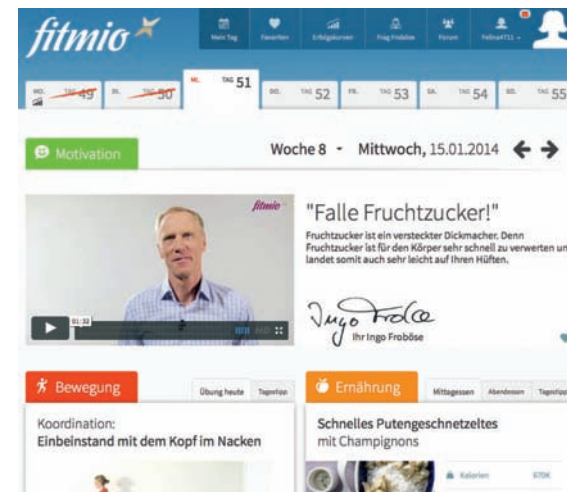 fitmio
Mein Tag
Favoriten
Erfolgskurven
Frag Froböse
Forum
Felina4711
MO. TAG 49
DI. TAG 50
MI. TAG 51
DO. TAG 52
FR. TAG 53
SA. TAG 54
SO. TAG 55
Motivation
Woche 8 - Mittwoch, 15.01.2014
fitmio
"Falle Fruchtzucker!"
Fruchtzucker ist ein versteckter Dickmacher. Denn
Fruchtzucker ist für den Körper sehr schnell zu verwerten un
landet somit auch sehr leicht auf Ihren Hüften.
Ingo Froböse
Ihr Ingo Froböse
01:32
HD
Bewegung
Übung heute
Tagestipp
Ernährung
Mittagessen
Abendessen
Tagestipp
Koordination:
Einbeinstand mit dem Kopf im Nacken
Schnelles Putengeschnetzeltes
mit Champignons
Kalorien